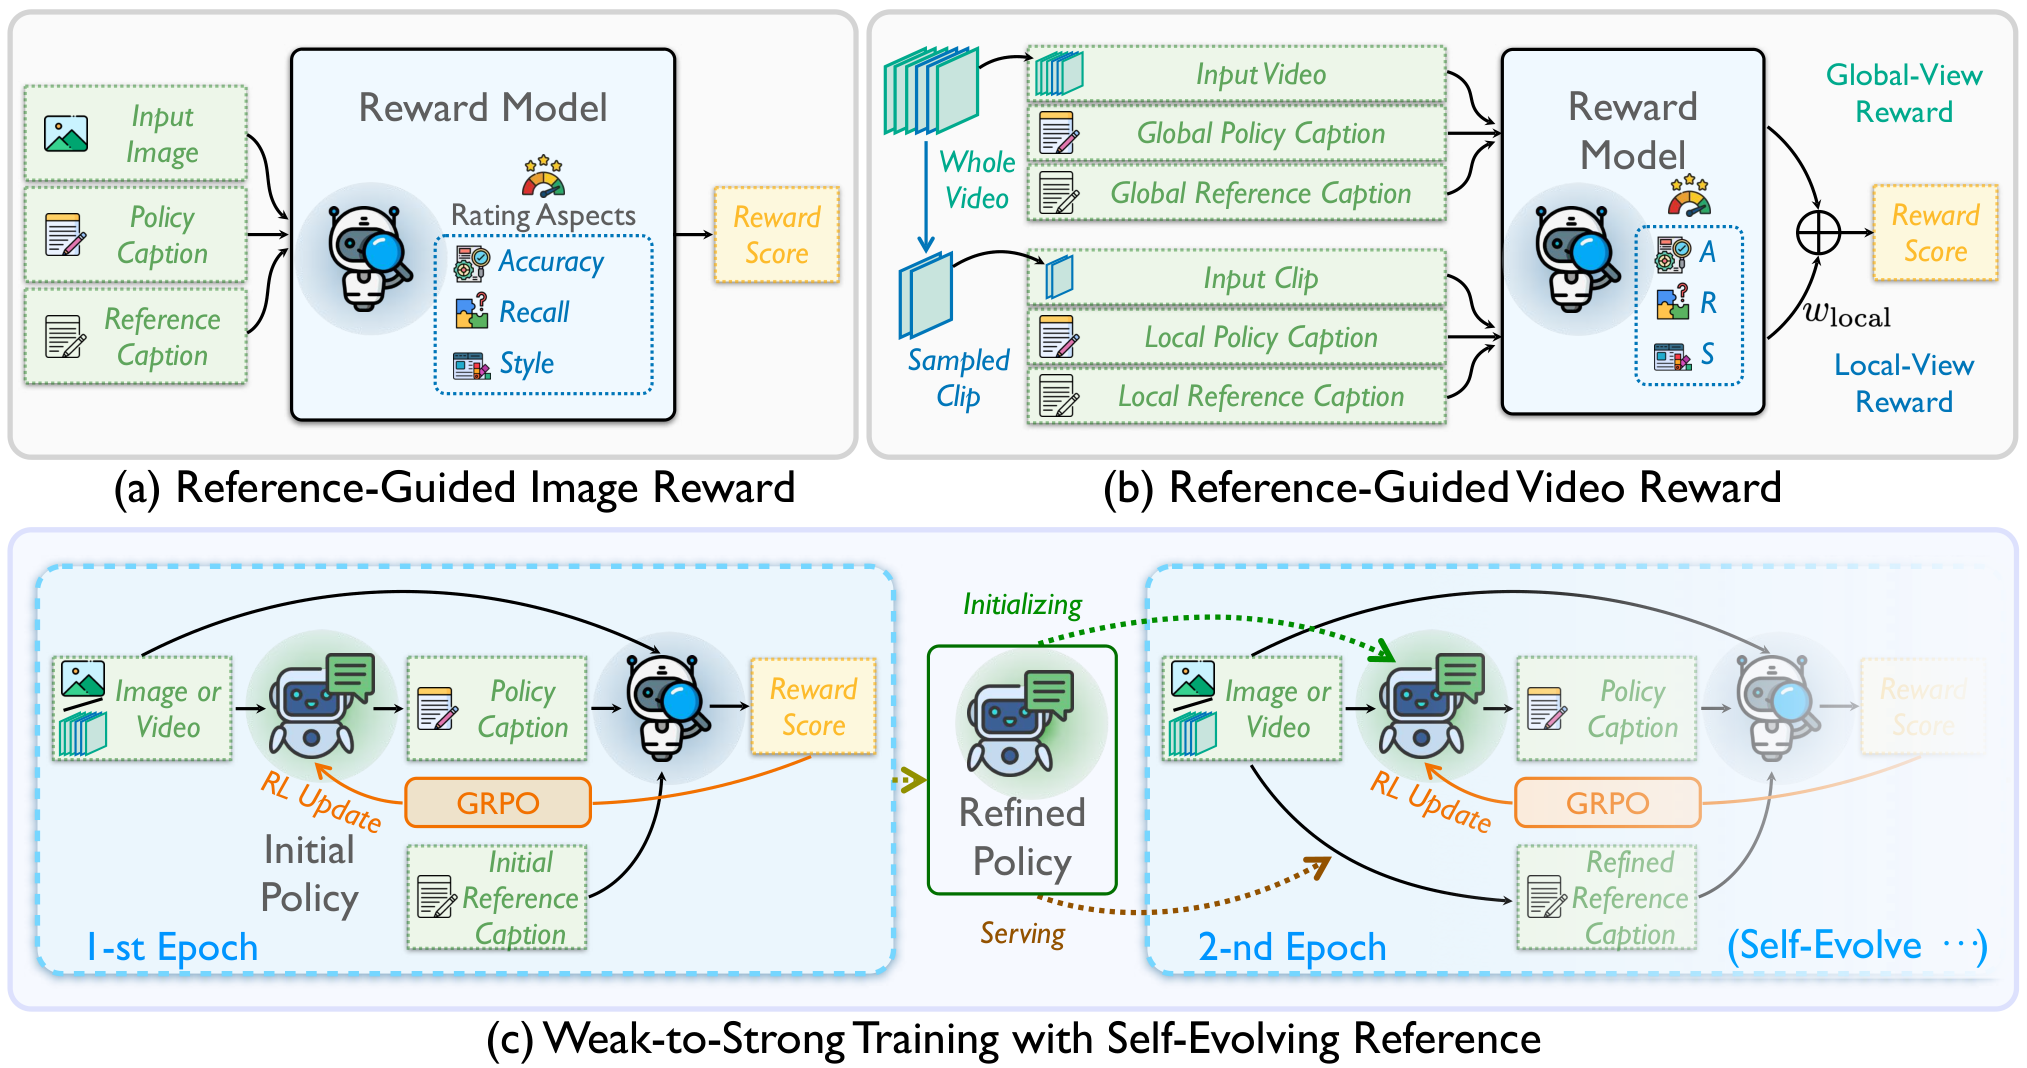 Input
Image
Policy
Caption
Reference
Caption
Reward Model
Rating Aspects
Accuracy
Recall
Style
Reward
Score
(a) Reference-Guided Image Reward
Whole
Video
Sampled
Clip
Input Video
Global Policy Caption
Global Reference Caption
Input Clip
Local Policy Caption
Local Reference Caption
Reward
Model
A
R
S
Global-View
Reward
w_local
Local-View
Reward
Reward
Score
(b) Reference-Guided Video Reward
Image or
Video
Policy
Caption
Reward
Score
RL Update
GRPO
Initial
Policy
Initial
Reference
Caption
1-st Epoch
Initializing
Refined
Policy
Serving
Image or
Video
Policy
Caption
Reward
Score
RL Update
GRPO
Refined
Reference
Caption
2-nd Epoch
(Self-Evolve ···)
(c) Weak-to-Strong Training with Self-Evolving Reference